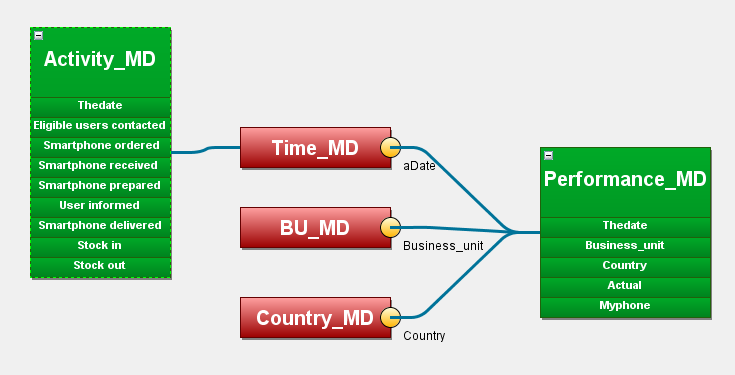 Activity_MD
Thedate
Eligible users contacted
Smartphone ordered
Smartphone received
Smartphone prepared
User informed
Smartphone delivered
Stock in
Stock out
Time_MD
aDate
BU_MD
Business_unit
Country_MD
Country
Performance_MD
Thedate
Business_unit
Country
Actual
Myphone